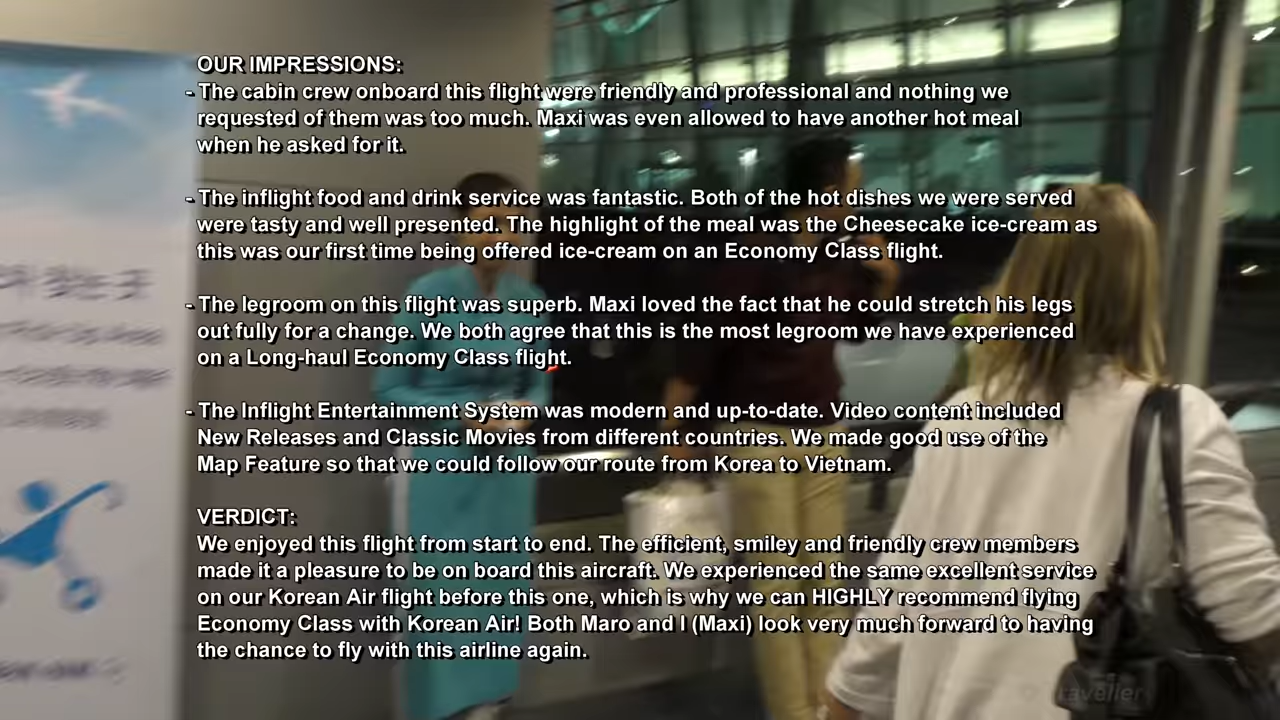 OUR IMPRESSIONS:
- The cabin crew onboard this flight were friendly and professional and nothing we
requested of them was too much. Maxi was even allowed to have another hot meal
when he asked for it.
- The inflight food and drink service was fantastic. Both of the hot dishes we were served
were tasty and well presented. The highlight of the meal was the Cheesecake ice-cream as
this was our first time being offered ice-cream on an Economy Class flight.
- The legroom on this flight was superb. Maxi loved the fact that he could stretch his legs
out fully for a change. We both agree that this is the most legroom we have experienced
on a Long-haul Economy Class flight.
- The Inflight Entertainment System was modern and up-to-date. Video content included
New Releases and Classic Movies from different countries. We made good use of the
Map Feature so that we could follow our route from Korea to Vietnam.
VERDICT:
We enjoyed this flight from start to end. The efficient, smiley and friendly crew members
made it a pleasure to be on board this aircraft. We experienced the same excellent service
on our Korean Air flight before this one, which is why we can HIGHLY recommend flying
Economy Class with Korean Air! Both Maro and I (Maxi) look very much forward to having
the chance to fly with this airline again.